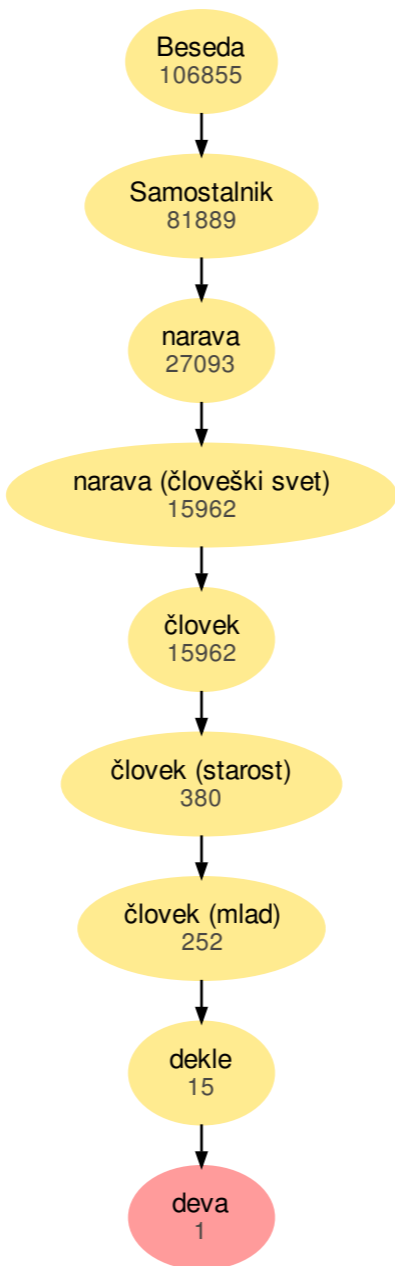 Beseda
106855
Samostalnik
81889
narava
27093
narava (človeški svet)
15962
človek
15962
človek (starost)
380
človek (mlad)
252
dekle
15
deva
1